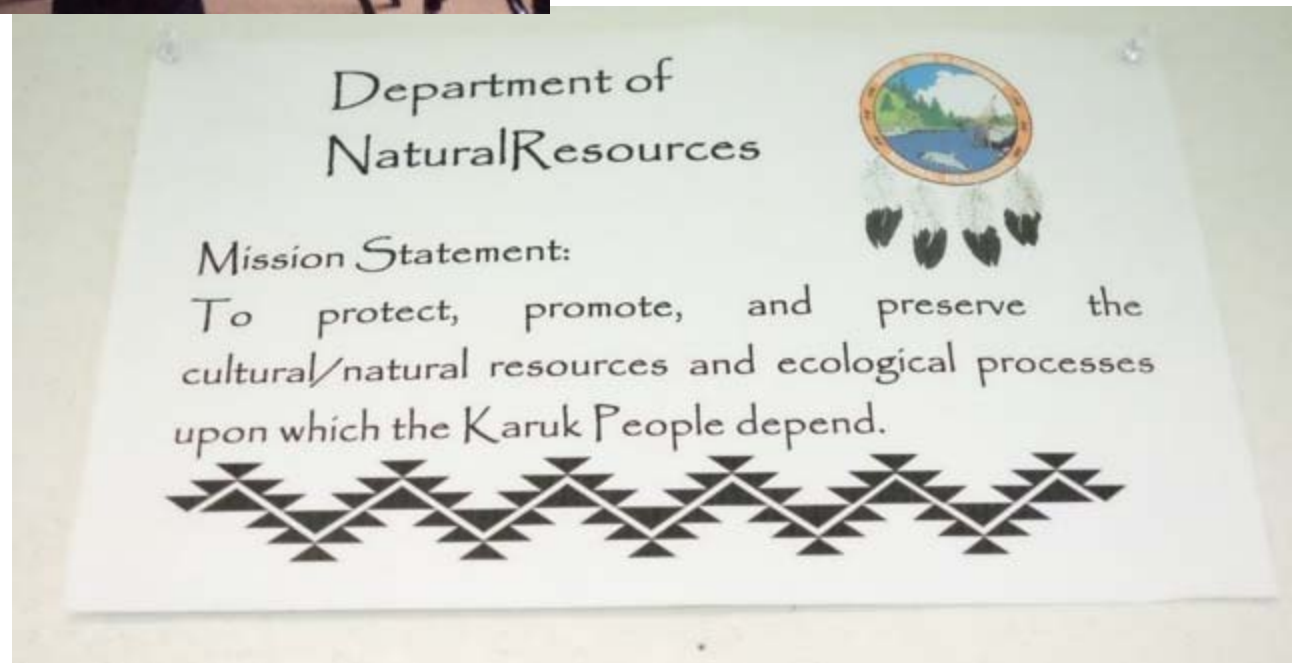 Department of
NaturalResources
Mission Statement:
To protect, promote, and preserve the
cultural/natural resources and ecological processes
upon which the Karuk People depend.